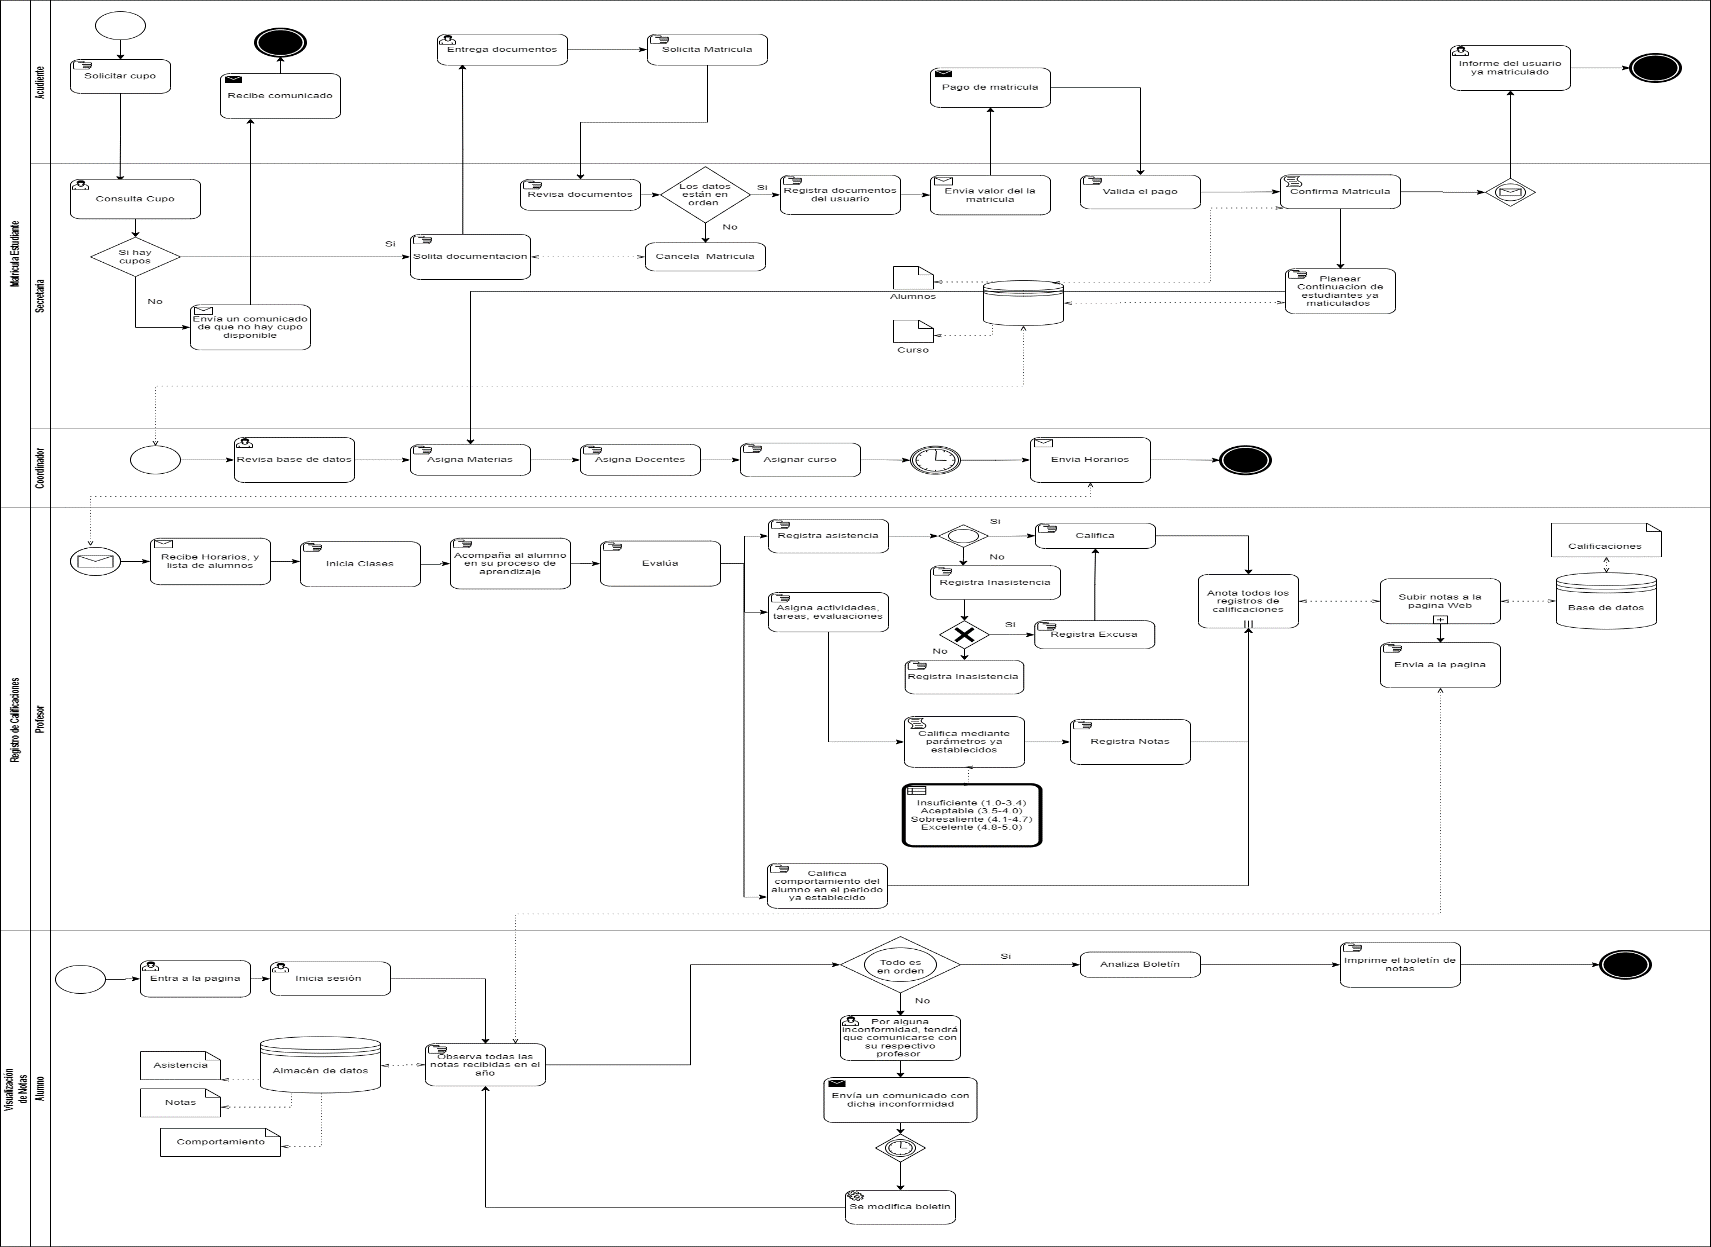 Matricula Estudiante
Acudiente
Solicitar cupo
Recibe comunicado
Entrega documentos
Solicita Matricula
Pago de matricula
Informe del usuario
ya matriculado
Secretaria
Consulta Cupo
Si hay
cupos
Si
No
Envía un comunicado
de que no hay cupo
disponible
Solita documentacion
Revisa documentos
Los datos
están en
orden
Si
No
Cancela Matricula
Registra documentos
del usuario
Envia valor del la
matricula
Valida el pago
Confirma Matricula
Planear
Continuacion de
estudiantes ya
maticulados
Alumnos
Curso
Coordinador
Revisa base de datos
Asigna Materias
Asigna Docentes
Asignar curso
Envia Horarios
Registro de Calificaciones
Profesor
Recibe Horarios, y
lista de alumnos
Inicia Clases
Acompaña al alumno
en su proceso de
aprendizaje
Evalúa
Registra asistencia
Si
No
Califica
Registra Inasistencia
Si
No
Registra Excusa
Registra Inasistencia
Asigna actividades,
tareas, evaluaciones
Califica mediante
parámetros ya
establecidos
Registra Notas
Insuficiente (1.0-3.4)
Aceptable (3.5-4.0)
Sobresaliente (4.1-4.7)
Excelente (4.8-5.0)
Califica
comportamiento del
alumno en el periodo
ya establecido
Anota todos los
registros de
calificaciones
Subir notas a la
pagina Web
Envía a la pagina
Calificaciones
Base de datos
Visualización
de Notas
Alumno
Entra a la pagina
Inicia sesión
Observa todas las
notas recibidas en el
año
Almacén de datos
Asistencia
Notas
Comportamiento
Todo es
en orden
Si
No
Analiza Boletín
Imprime el boletín de
notas
Por alguna
inconformidad, tendrá
que comunicarse con
su respectivo
profesor
Envía un comunicado con
dicha inconformidad
Se modifica boletin